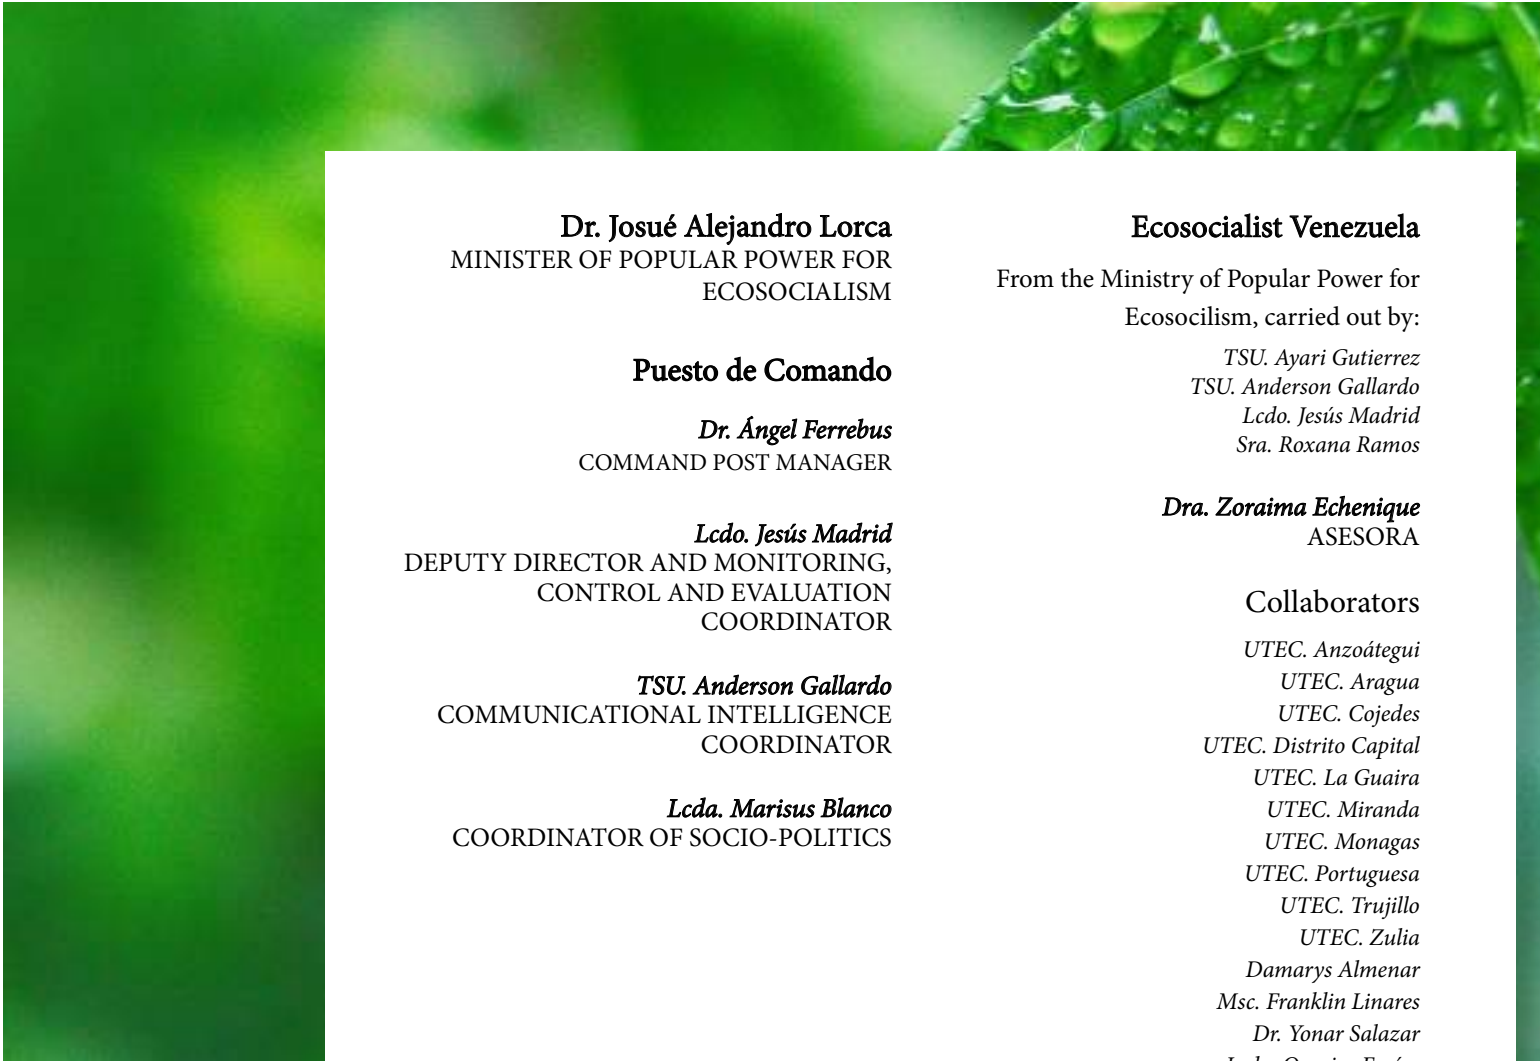 Dr. Josué Alejandro Lorca
MINISTER OF POPULAR POWER FOR
ECOSOCIALISM
Puesto de Comando
Dr. Ángel Ferrebus
COMMAND POST MANAGER
Lcdo. Jesús Madrid
DEPUTY DIRECTOR AND MONITORING,
CONTROL AND EVALUATION
COORDINATOR
TSU. Anderson Gallardo
COMMUNICATIONAL INTELLIGENCE
COORDINATOR
Lcda. Marisus Blanco
COORDINATOR OF SOCIO-POLITICS
Ecosocialist Venezuela
From the Ministry of Popular Power for
Ecosocilism, carried out by:
TSU. Ayari Gutierrez
TSU. Anderson Gallardo
Lcdo. Jesús Madrid
Sra. Roxana Ramos
Dra. Zoraima Echenique
ASESORA
Collaborators
UTEC. Anzoátegui
UTEC. Aragua
UTEC. Cojedes
UTEC. Distrito Capital
UTEC. La Guaira
UTEC. Miranda
UTEC. Monagas
UTEC. Portuguesa
UTEC. Trujillo
UTEC. Zulia
Damarys Almenar
Msc. Franklin Linares
Dr. Yonar Salazar